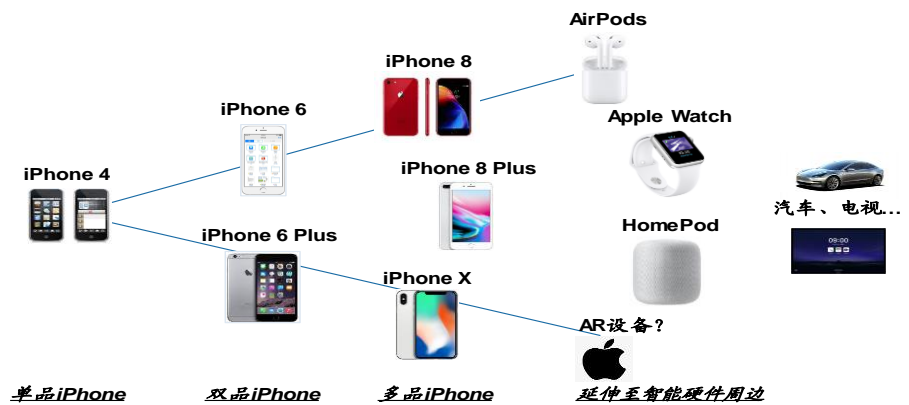 AirPods
iPhone 8
iPhone 6
Apple Watch
iPhone 8 Plus
iPhone 4
汽车、电视...
HomePod
iPhone 6 Plus
09:00
iPhone X
AR设备？
单品iPhone
双品iPhone
多品iPhone
延伸至智能硬件周边